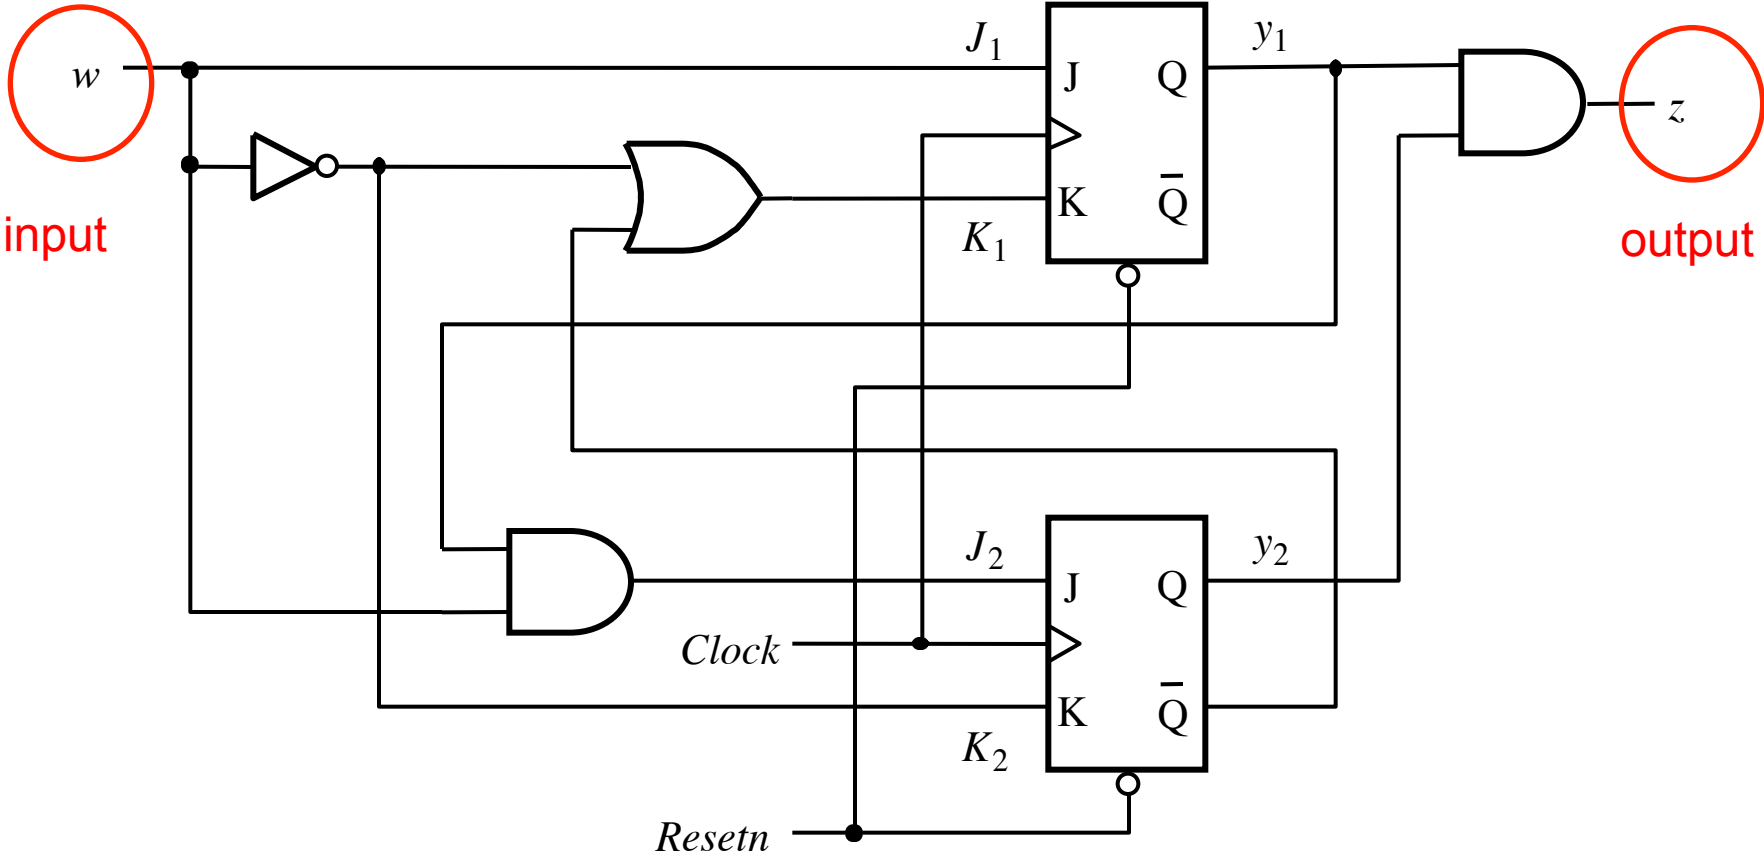 w
input
J1
J
Q
y1
K
Q̅
K1
z
output
J2
J
Q
y2
Clock
K
Q̅
K2
Resetn